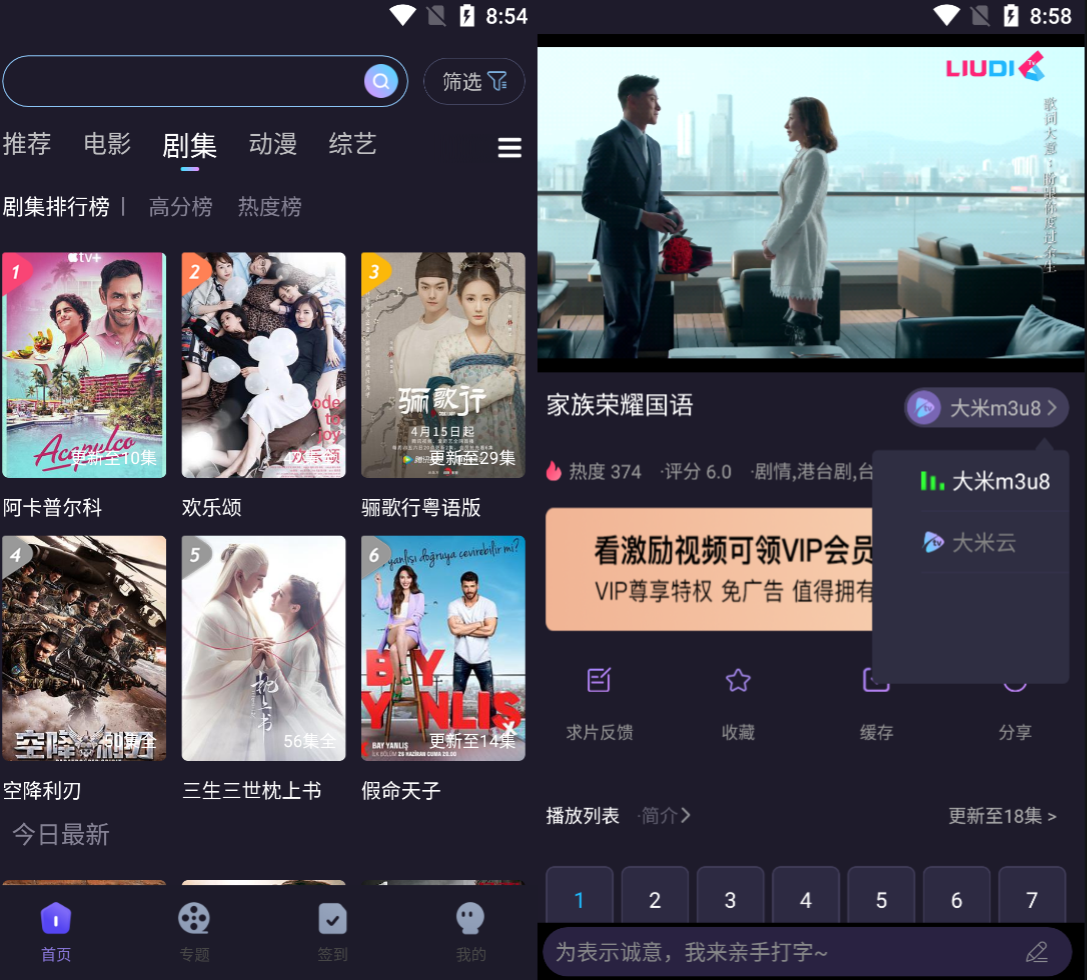 8:54
筛选
推荐 电影 剧集 动漫 综艺
剧集排行榜 | 高分榜 热度榜
1
tv+
Acapulco
更新至10集
阿卡普尔科
2
ode
to
joy
欢乐颂
欢乐颂
3
骊歌行
4月15日起
更新至29集
骊歌行粤语版
4
空降利刃
空降利刃
5
枕上书
56集全
三生三世枕上书
6
yanlışı doğruya çevirebilir mi?
BAY
YANLIŞ
BAY YANLIŞ
更新至14集
假命天子
今日最新
首页 专题 签到 我的
8:58
LIUDI
TV
家族荣耀国语
大米m3u8 >
热度 374 ·评分 6.0 ·剧情,港台剧,台
大米m3u8
大米云
看激励视频可领VIP会员
VIP尊享特权 免广告 值得拥有
求片反馈 收藏 缓存 分享
播放列表 ·简介 >
更新至18集 >
1 2 3 4 5 6 7
为表示诚意，我来亲手打字~